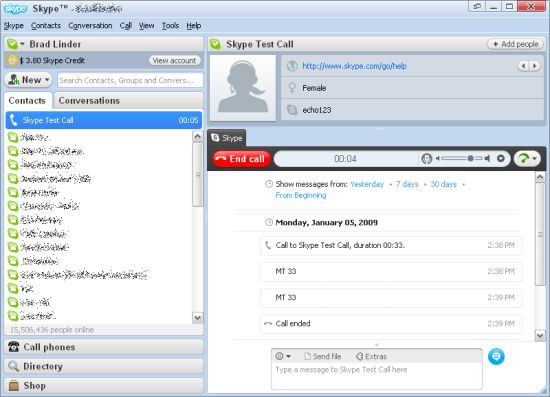 Skype™ -
Skype Contacts Conversation Call View Tools Help
Brad Linder
$ 3.80 Skype Credit View account
New Search Contacts, Groups and Convers...
Contacts Conversations
Skype Test Call 00:05
15,506,436 people online
Call phones
Directory
Shop
Skype Test Call + Add people
http://www.skype.com/go/help
Female
echo123
Skype
End call 00:04
Show messages from: Yesterday • 7 days • 30 days •
From Beginning
Monday, January 05, 2009
Call to Skype Test Call, duration 00:33. 2:38 PM
MT 33 2:38 PM
MT 33 2:39 PM
Call ended 2:39 PM
Send file Extras
Type a message to Skype Test Call here